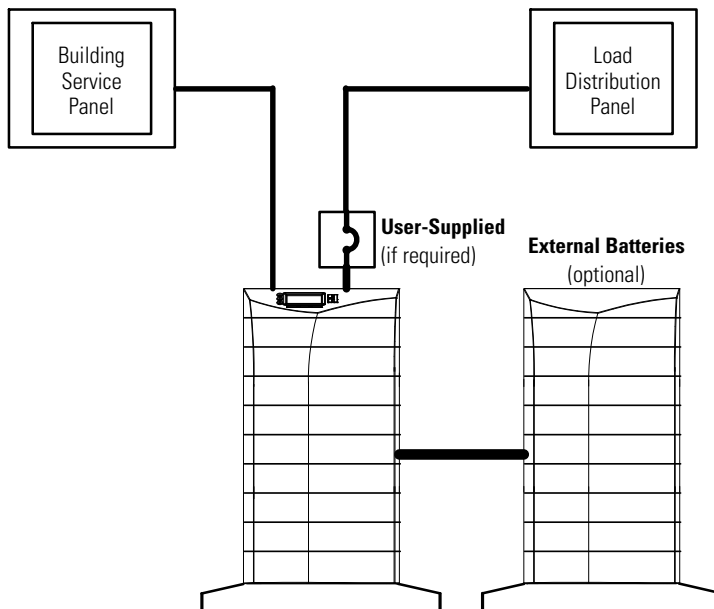 Building
Service
Panel
Load
Distribution
Panel
User-Supplied
(if required)
External Batteries
(optional)